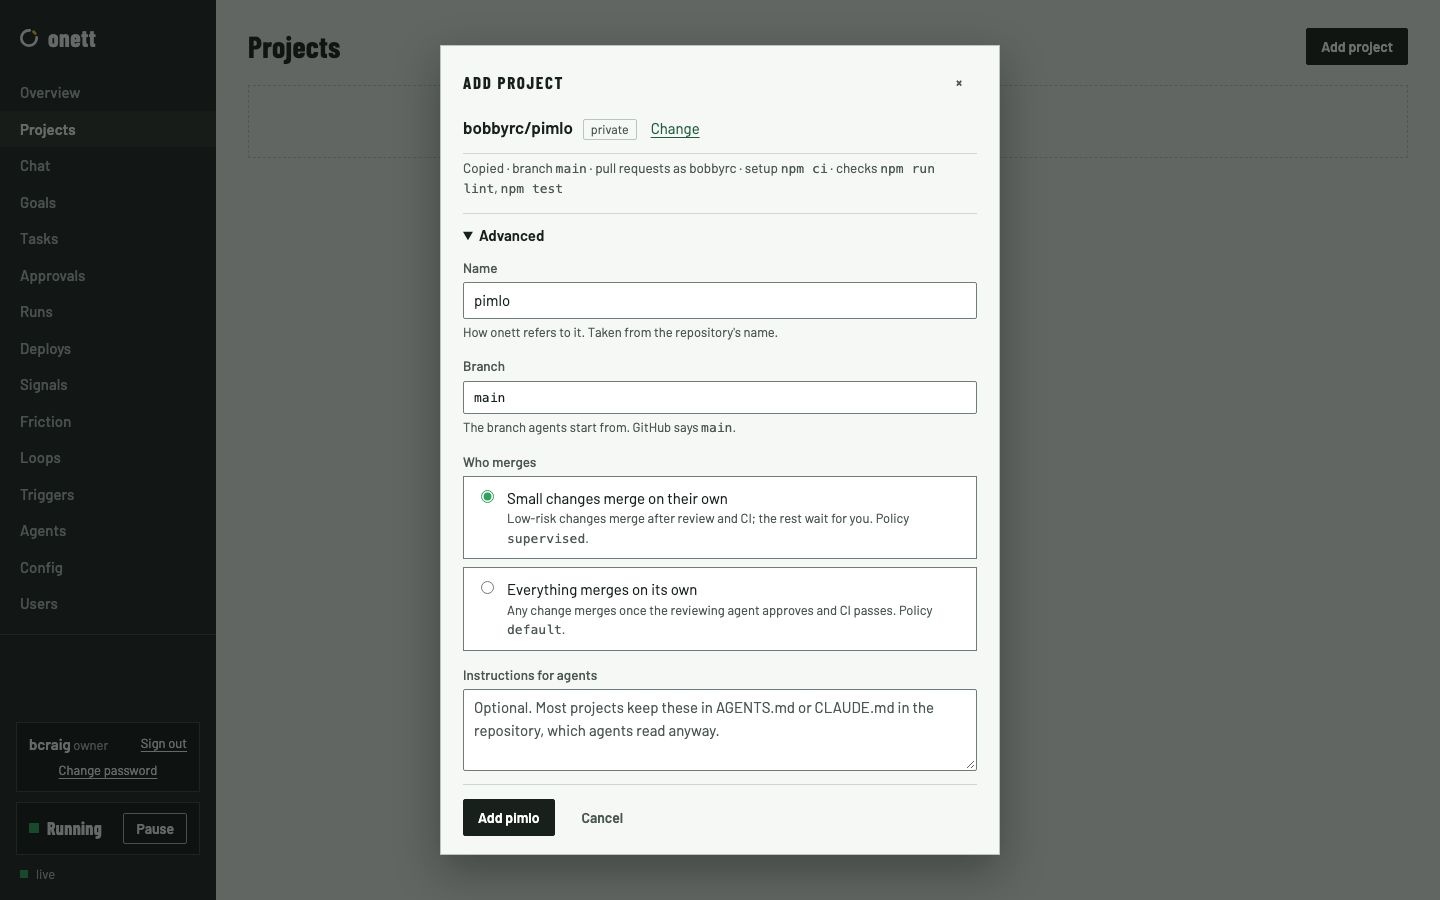 onett
Overview
Projects
Chat
Goals
Tasks
Approvals
Runs
Deploys
Signals
Friction
Loops
Triggers
Agents
Config
Users
bcraig owner
Sign out
Change password
Running
Pause
live
Projects
Add project
ADD PROJECT
×
bobbyrc/pimlo
private
Change
Copied · branch main · pull requests as bobbyrc · setup npm ci · checks npm run
lint, npm test
▼ Advanced
Name
pimlo
How onett refers to it. Taken from the repository's name.
Branch
main
The branch agents start from. GitHub says main.
Who merges
Small changes merge on their own
Low-risk changes merge after review and CI; the rest wait for you. Policy
supervised.
Everything merges on its own
Any change merges once the reviewing agent approves and CI passes. Policy
default.
Instructions for agents
Optional. Most projects keep these in AGENTS.md or CLAUDE.md in the
repository, which agents read anyway.
Add pimlo
Cancel